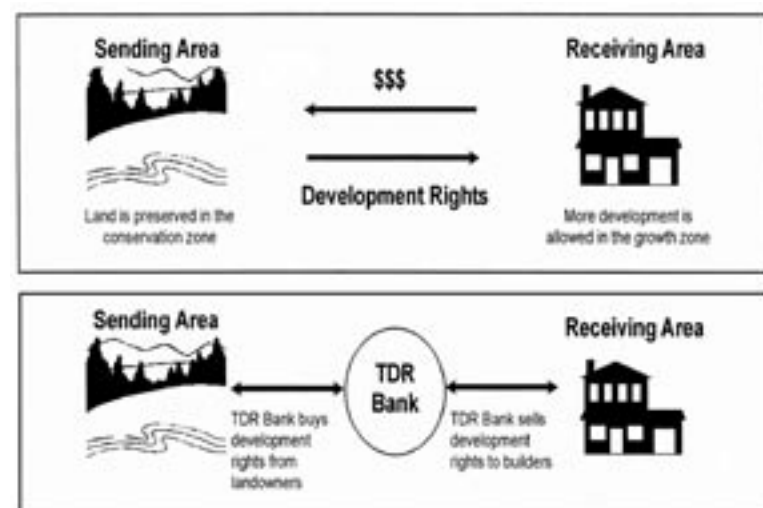 Sending Area
$$$
Receiving Area
Development Rights
Land is preserved in the
conservation zone
More development is
allowed in the growth zone
Sending Area
TDR
Bank
Receiving Area
TDR Bank buys
development
rights from
landowners
TDR Bank sells
development
rights to builders